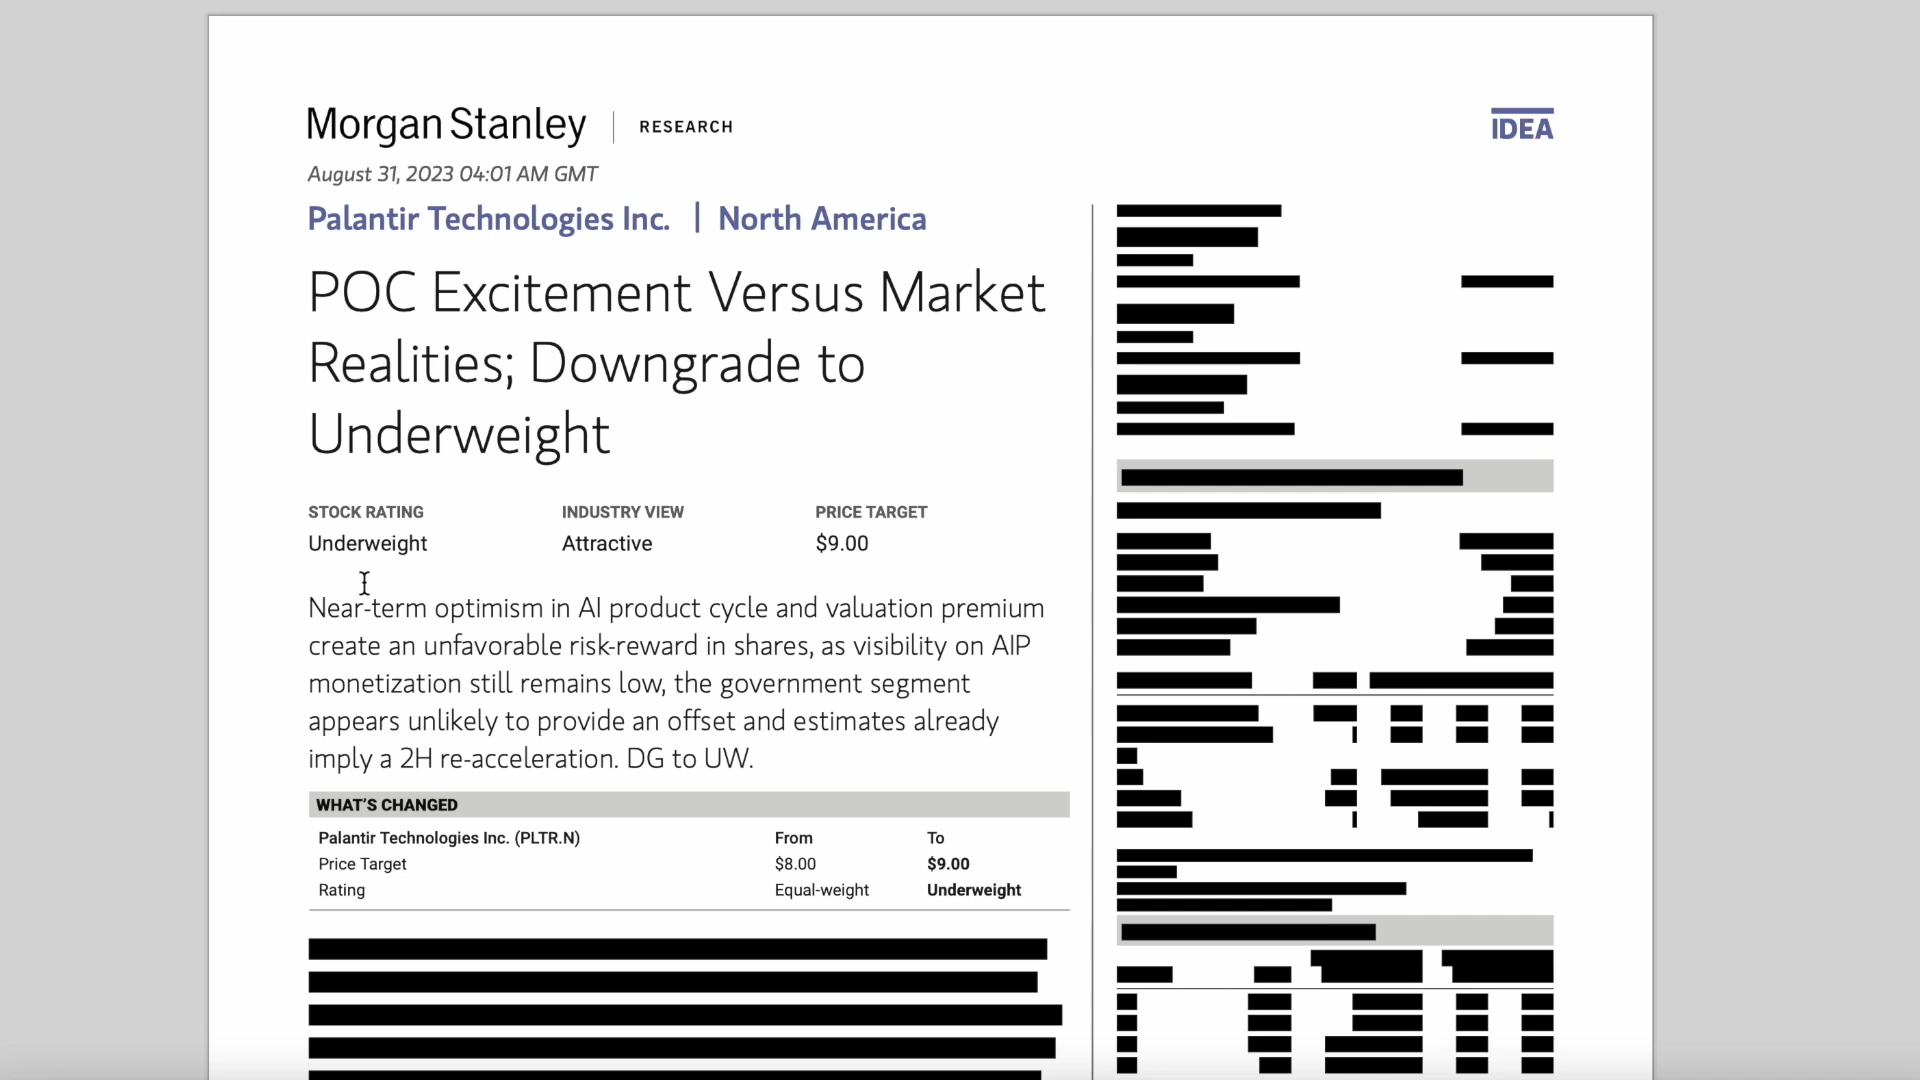 Morgan Stanley | RESEARCH
IDEA
August 31, 2023 04:01 AM GMT
Palantir Technologies Inc. | North America
POC Excitement Versus Market
Realities; Downgrade to
Underweight
STOCK RATING INDUSTRY VIEW PRICE TARGET
Underweight Attractive $9.00
Near-term optimism in AI product cycle and valuation premium
create an unfavorable risk-reward in shares, as visibility on AIP
monetization still remains low, the government segment
appears unlikely to provide an offset and estimates already
imply a 2H re-acceleration. DG to UW.
WHAT'S CHANGED
Palantir Technologies Inc. (PLTR.N) From To
Price Target $8.00 $9.00
Rating Equal-weight Underweight